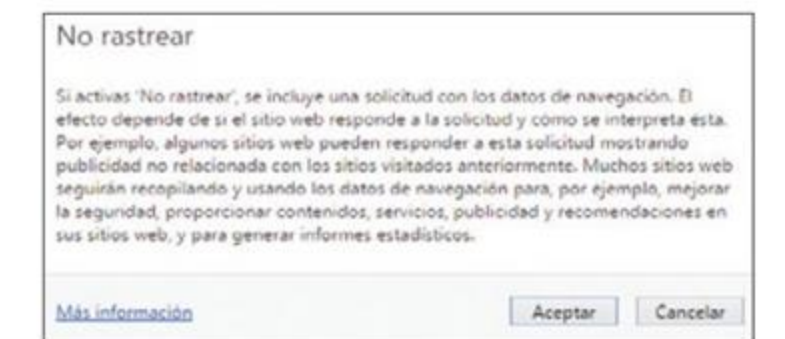 No rastrear
Si activas 'No rastrear', se incluye una solicitud con los datos de navegación. El
efecto depende de si el sitio web responde a la solicitud y cómo se interpreta ésta.
Por ejemplo, algunos sitios web pueden responder a esta solicitud mostrando
publicidad no relacionada con los sitios visitados anteriormente. Muchos sitios web
seguirán recopilando y usando los datos de navegación para, por ejemplo, mejorar
la seguridad, proporcionar contenidos, servicios, publicidad y recomendaciones en
sus sitios web, y para generar informes estadísticos.
Más información
Aceptar
Cancelar